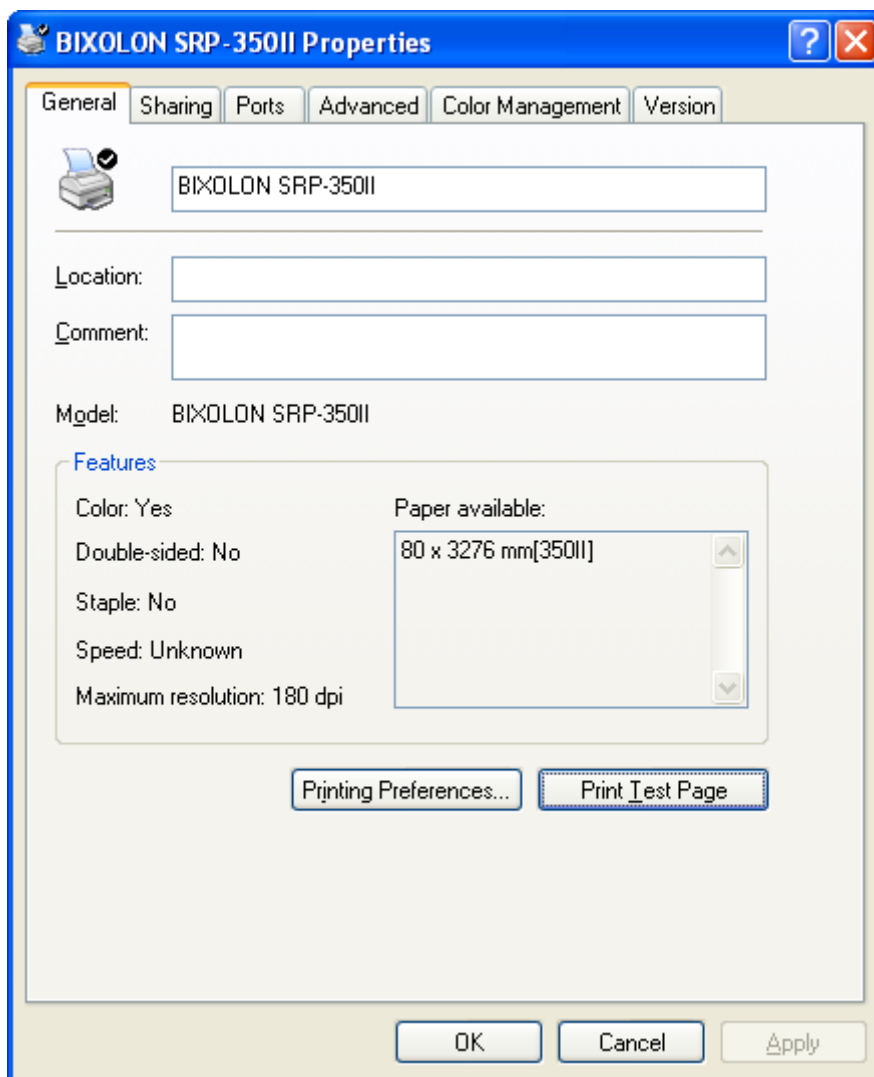 BIXOLON SRP-350II Properties
General Sharing Ports Advanced Color Management Version
BIXOLON SRP-350II
Location:
Comment:
Model: BIXOLON SRP-350II
Features
Color: Yes
Paper available:
Double-sided: No
80 x 3276 mm[350II]
Staple: No
Speed: Unknown
Maximum resolution: 180 dpi
Printing Preferences... Print Test Page
OK Cancel Apply